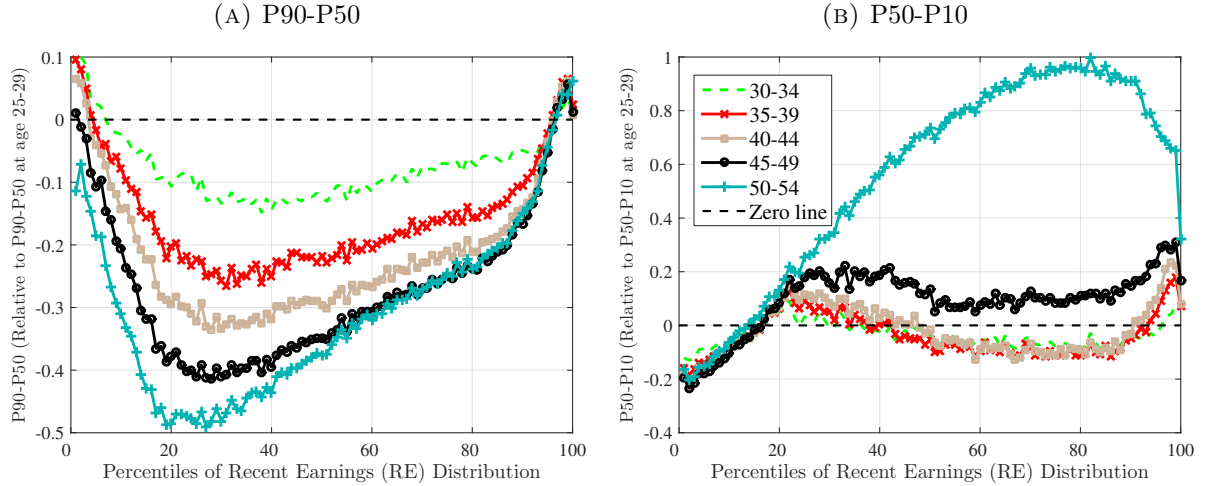 (A) P90-P50
P90-P50 (Relative to P90-P50 at age 25-29)
0.1
0
-0.1
-0.2
-0.3
-0.4
-0.5
0 20 40 60 80 100
Percentiles of Recent Earnings (RE) Distribution
(B) P50-P10
P50-P10 (Relative to P50-P10 at age 25-29)
1
0.8
0.6
0.4
0.2
0
-0.2
-0.4
30-34
35-39
40-44
45-49
50-54
Zero line
0 20 40 60 80 100
Percentiles of Recent Earnings (RE) Distribution